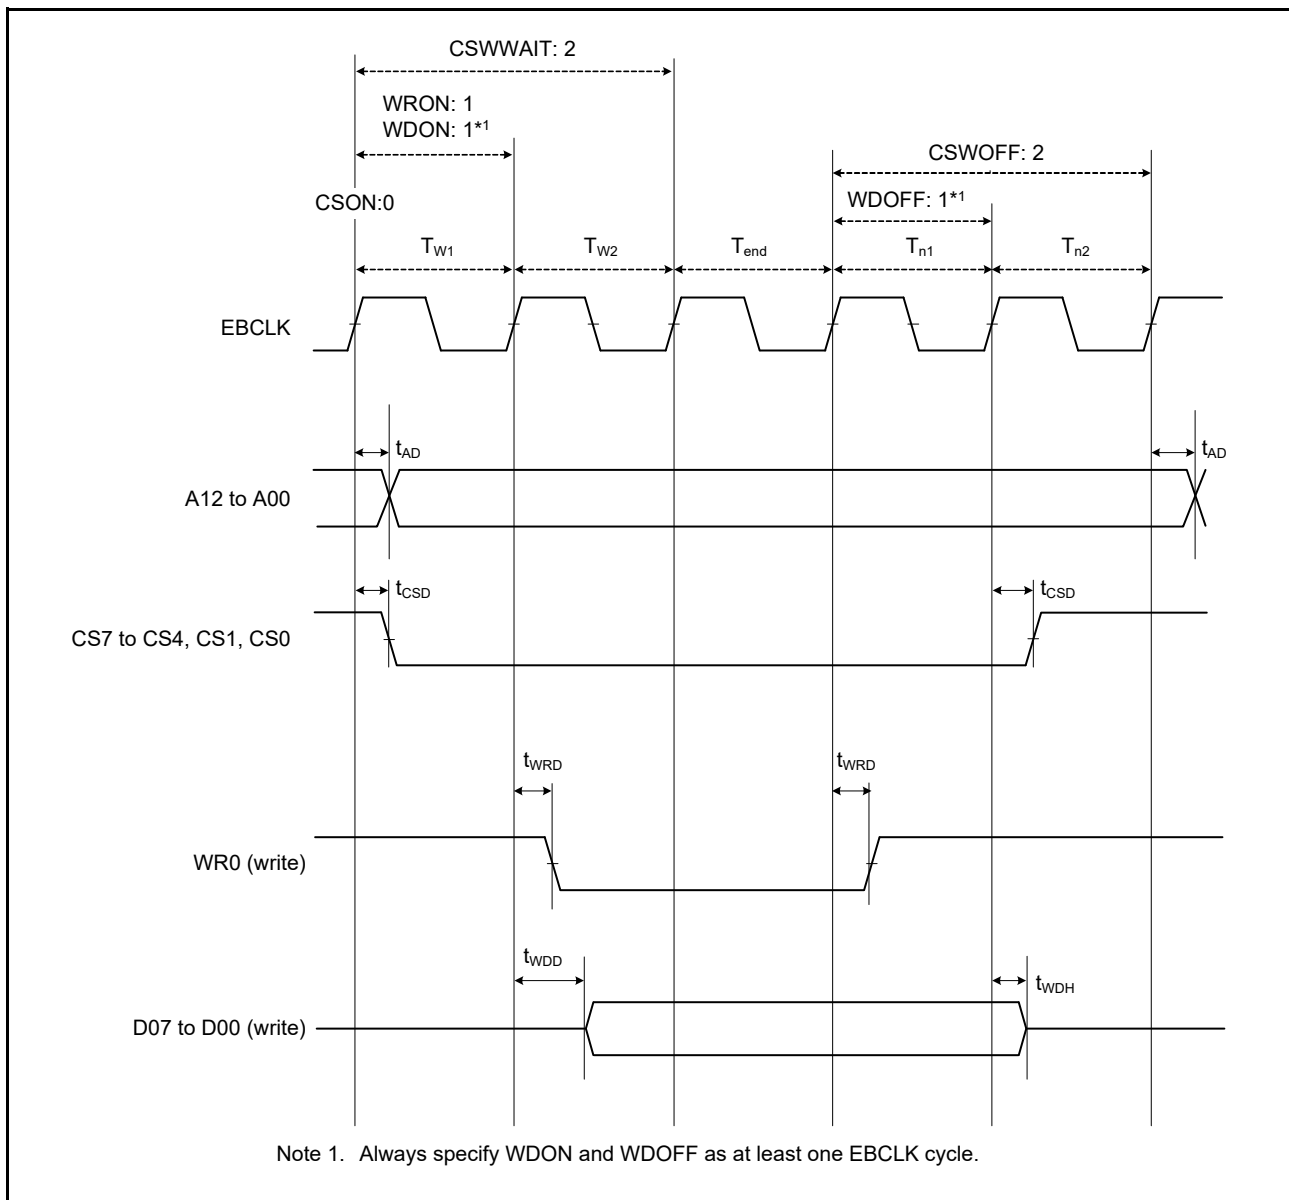 CSWWAIT: 2
WRON: 1
WDON: 1*1
CSWOFF: 2
WDOFF: 1*1
CSON:0
TW1 TW2 Tend Tn1 Tn2
EBCLK
tAD tAD
A12 to A00
tCSD tCSD
CS7 to CS4, CS1, CS0
tWRD tWRD
WR0 (write)
tWDD
tWDH
D07 to D00 (write)
Note 1. Always specify WDON and WDOFF as at least one EBCLK cycle.